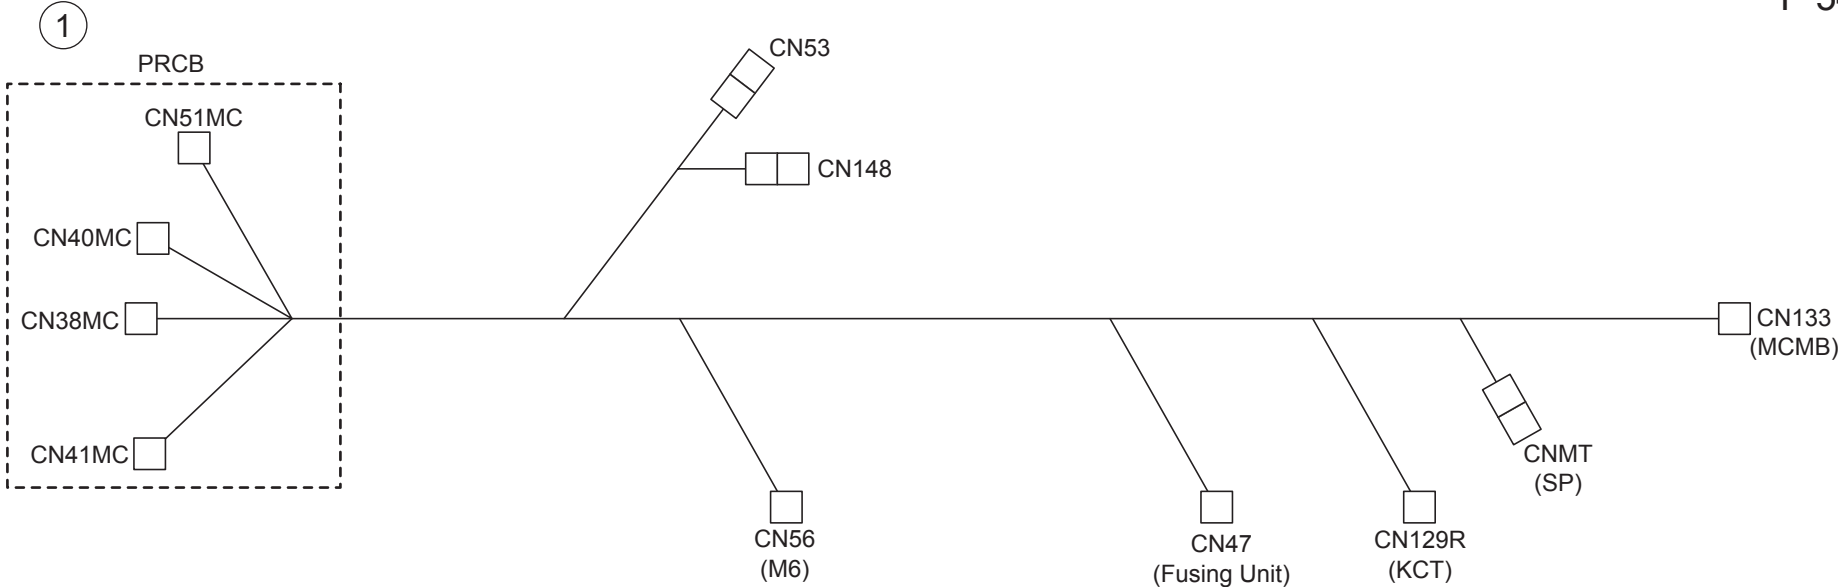 1
PRCB
CN51MC
CN40MC
CN38MC
CN41MC
CN53
CN148
CN133
(MCMB)
CNMT
(SP)
CN56
(M6)
CN47
(Fusing Unit)
CN129R
(KCT)